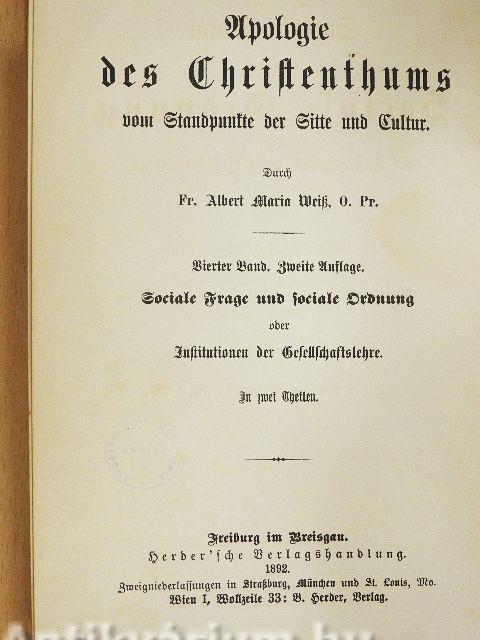 Apologie
des Christenthums
vom Standpunkte der Sitte und Cultur.
Durch
Fr. Albert Maria Weiß, O. Pr.
Vierter Band. Zweite Auflage.
Sociale Frage und sociale Ordnung
oder
Institutionen der Gesellschaftslehre.
In zwei Theilen.
Freiburg im Breisgau.
Herder'sche Verlagshandlung.
1892.
Zweigniederlassungen in Straßburg, München und St. Louis, Mo.
Wien I, Wollzeile 33: B. Herder, Verlag.
Antikvárium.hu